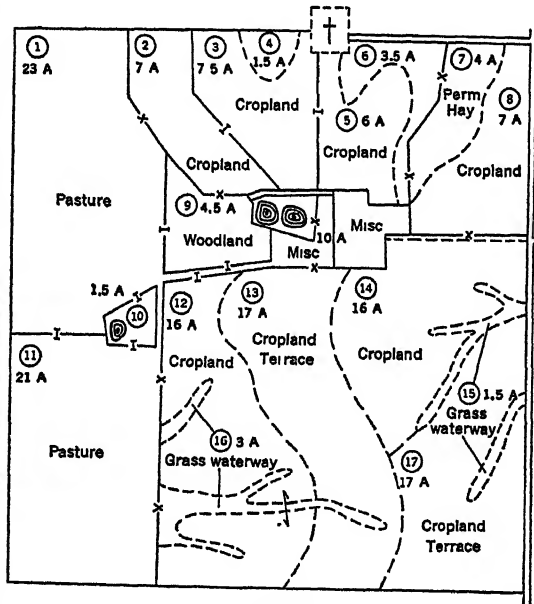 1
23 A
2
7 A
3
7 5 A
4
1.5 A
6 3.5 A
7 4 A
Perm
Hay
8
7 A
5 6 A
Cropland
Cropland
Cropland
Cropland
Pasture
9 4.5 A
Woodland
Misc
10 A
Misc
1.5 A
10
12
16 A
13
17 A
14
16 A
11
21 A
Cropland
Cropland
Terrace
Cropland
15 1.5 A
Grass
waterway
Pasture
16 3 A
Grass waterway
17
17 A
Cropland
Terrace